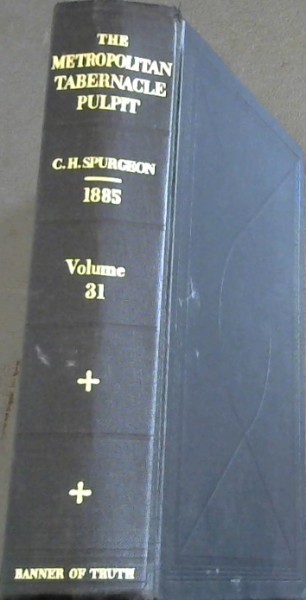 THE
METROPOLITAN
TABERNACLE
PULPIT
C. H. SPURGEON
1885
Volume
31
BANNER OF TRUTH